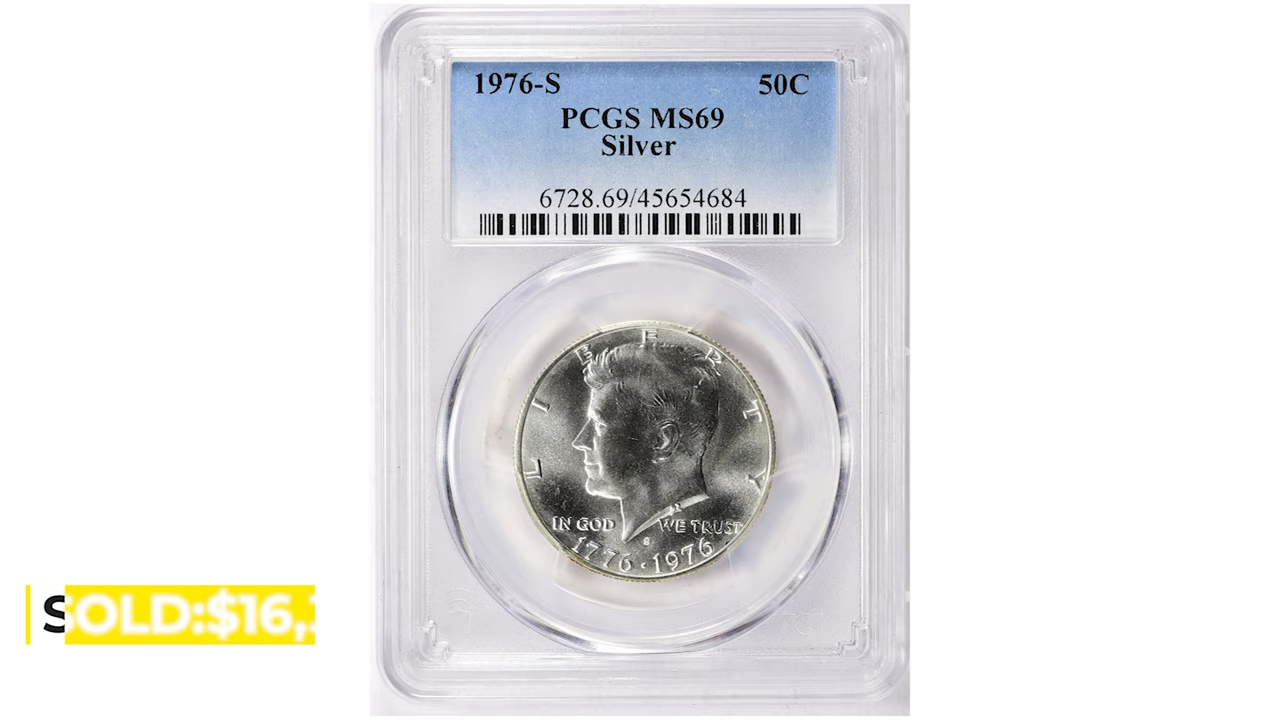 1976-S 50C
PCGS MS69
Silver
6728.69/45654684
LIBERTY
IN GOD WE TRUST
S
1776·1976
SOLD:$16,